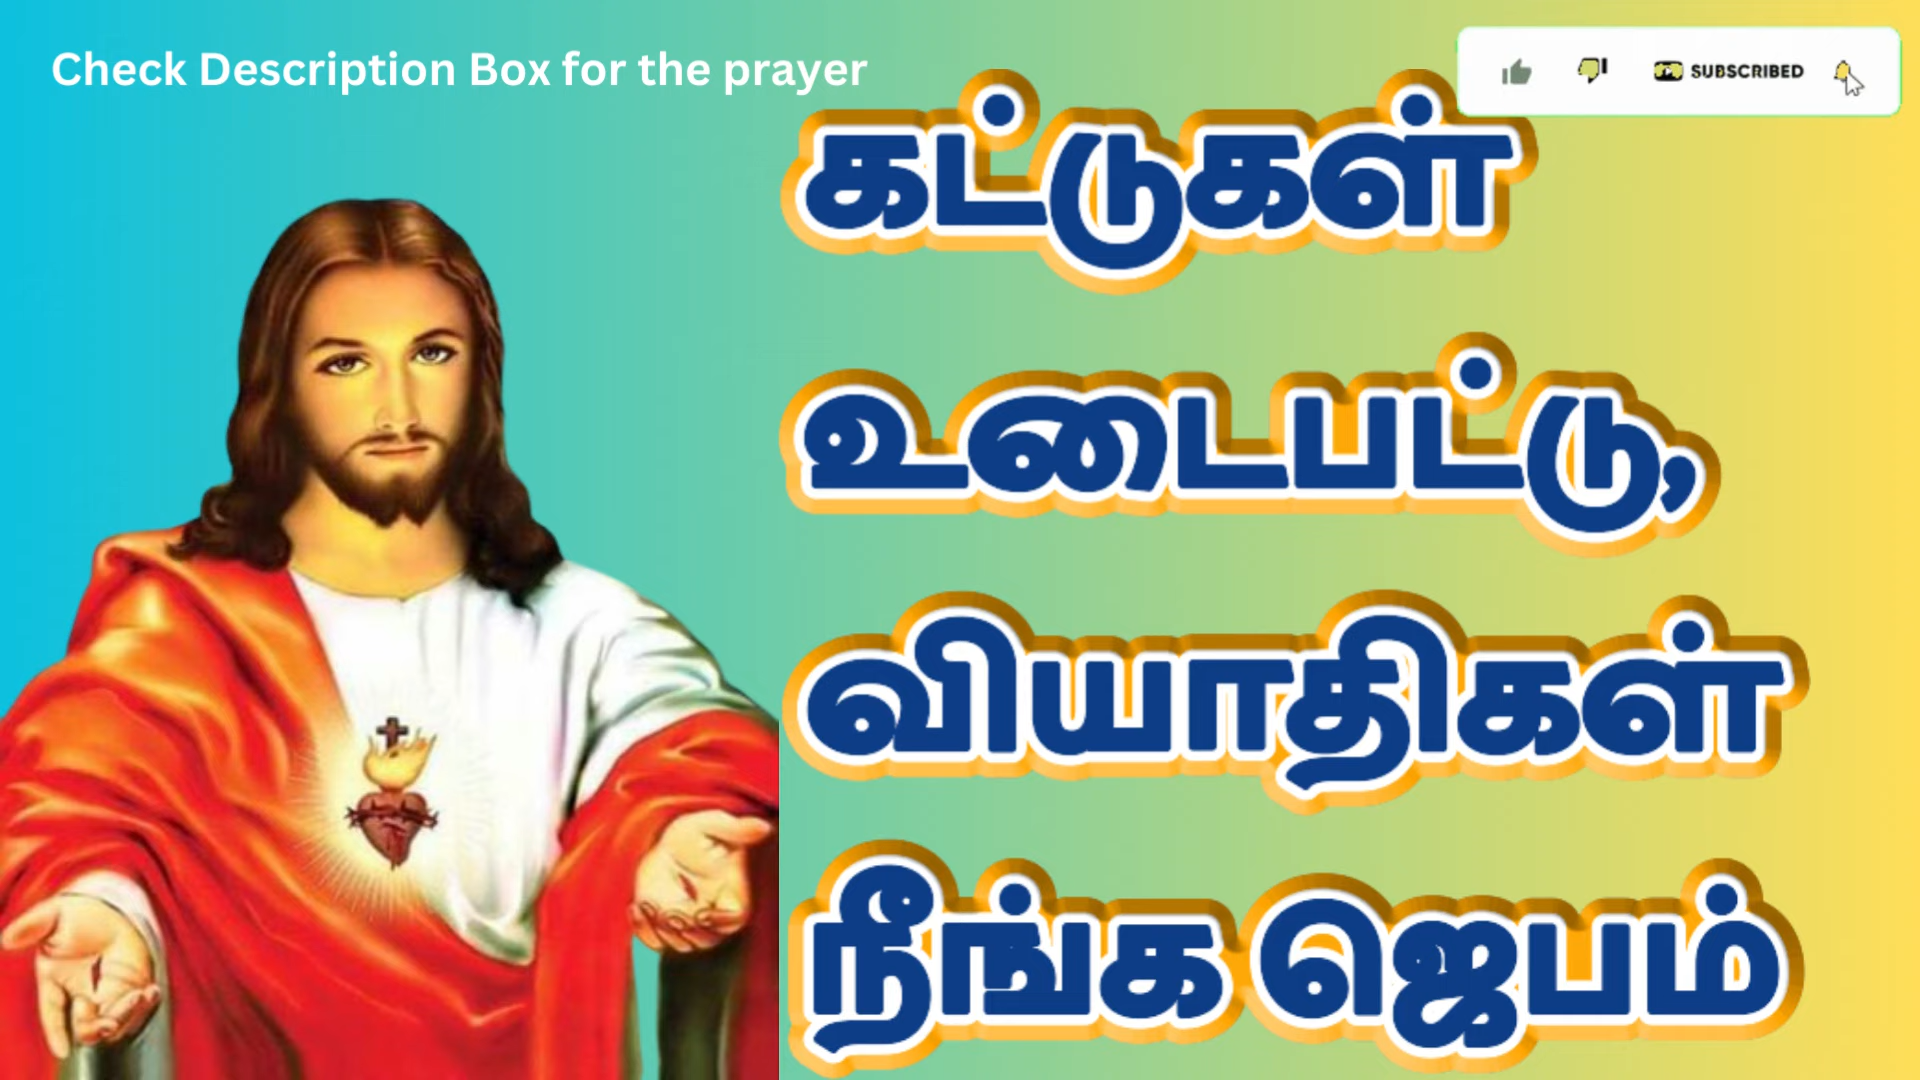 Check Description Box for the prayer
SUBSCRIBED
கட்டுகள்
உடைபட்டு,
வியாதிகள்
நீங்க ஜெபம்